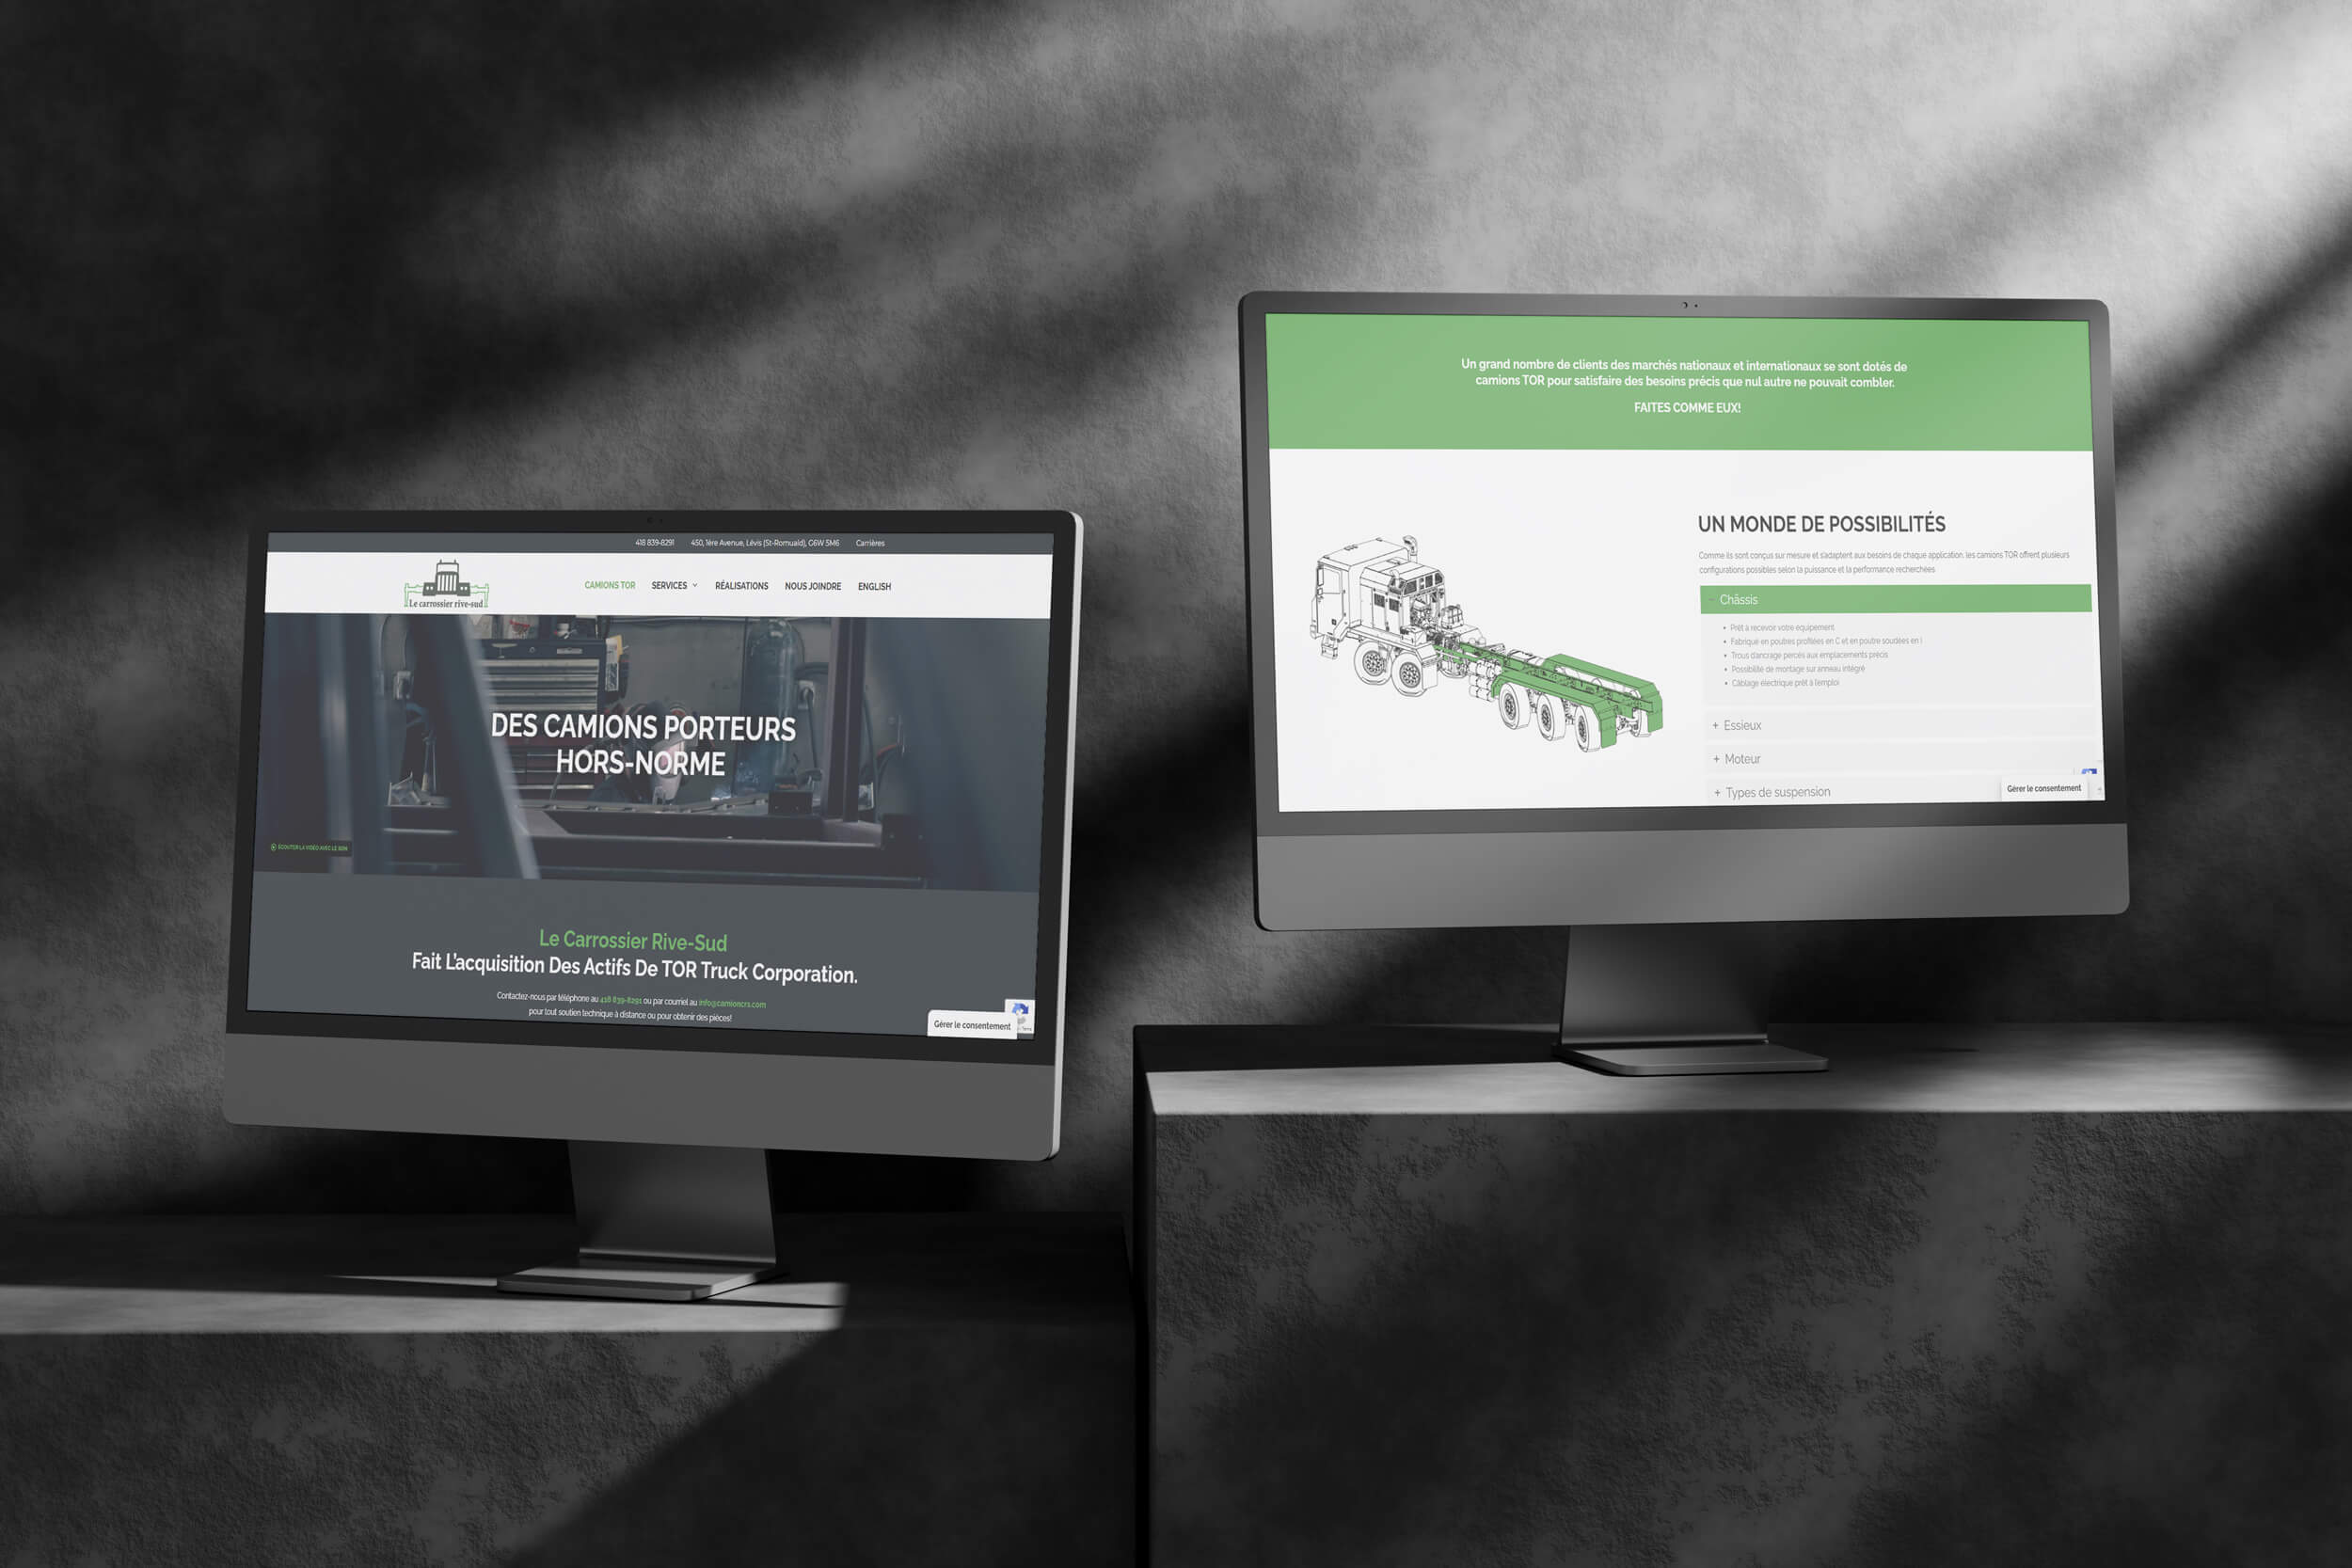 418 839-8291 450, 1ère Avenue, Lévis (St-Romuald), G6W 5M6 Carrières
Le carrossier rive-sud
CAMIONS TOR SERVICES RÉALISATIONS NOUS JOINDRE ENGLISH
DES CAMIONS PORTEURS
HORS-NORME
ÉCOUTER LA VIDÉO AVEC LE SON
Le Carrossier Rive-Sud
Fait L'acquisition Des Actifs De TOR Truck Corporation.
Contactez-nous par téléphone au 418 839-8291 ou par courriel au info@camioncrs.com
pour tout soutien technique à distance ou pour obtenir des pièces!
Gérer le consentement
Un grand nombre de clients des marchés nationaux et internationaux se sont dotés de
camions TOR pour satisfaire des besoins précis que nul autre ne pouvait combler.
FAITES COMME EUX!
UN MONDE DE POSSIBILITÉS
Comme ils sont conçus sur mesure et s'adaptent aux besoins de chaque application, les camions TOR offrent plusieurs
configurations possibles selon la puissance et la performance recherchées
− Châssis
• Prêt à recevoir votre équipement
• Fabriqué en poutres profilées en C et en poutre soudées en I
• Trous d'ancrage percés aux emplacements précis
• Possibilité de montage sur anneau intégré
• Câblage électrique prêt à l'emploi
+ Essieux
+ Moteur
+ Types de suspension
Gérer le consentement